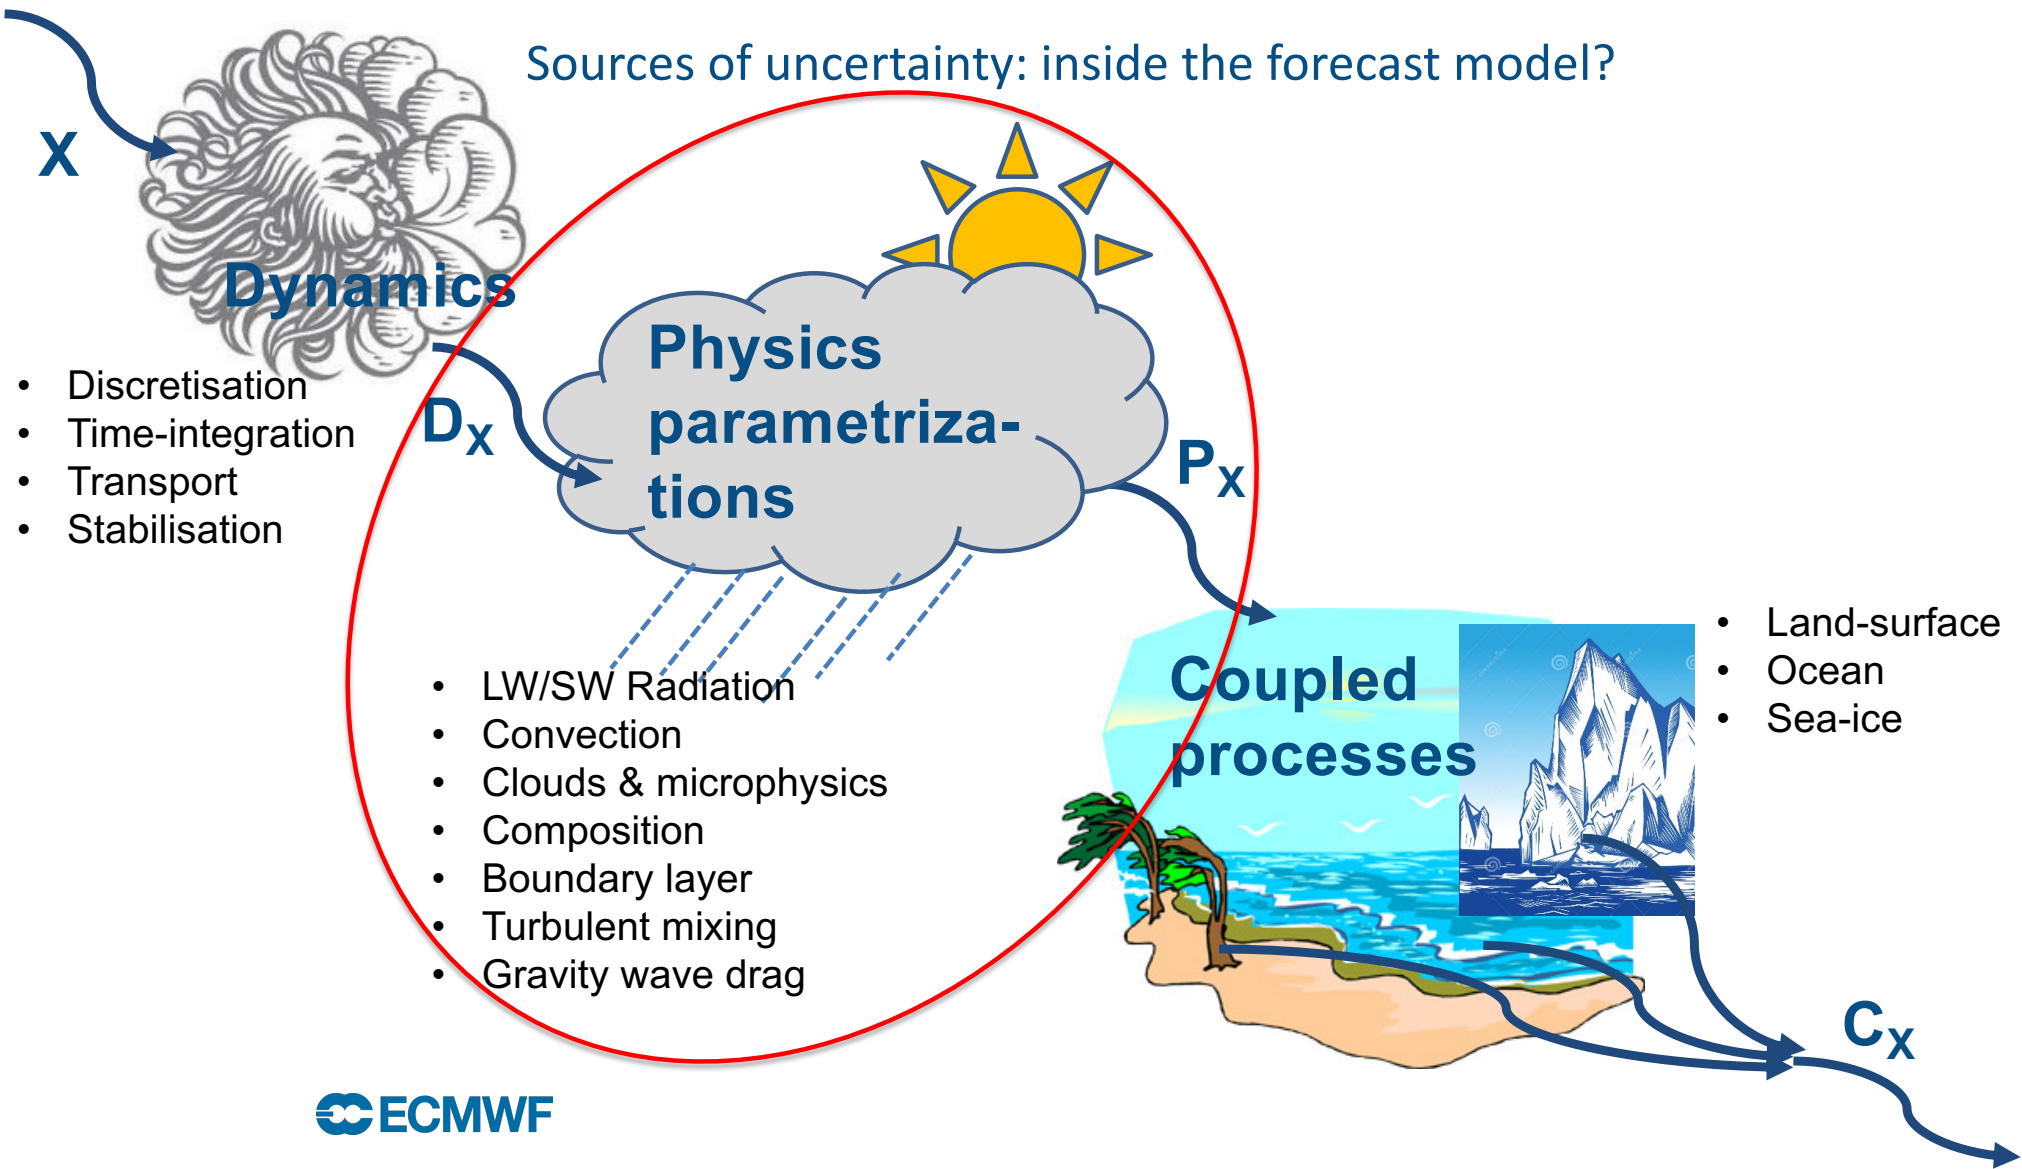 Sources of uncertainty: inside the forecast model?
X
Dynamics
• Discretisation
• Time-integration
• Transport
• Stabilisation
DX
Physics
parametriza-
tions
• LW/SW Radiation
• Convection
• Clouds & microphysics
• Composition
• Boundary layer
• Turbulent mixing
• Gravity wave drag
PX
Coupled
processes
• Land-surface
• Ocean
• Sea-ice
CX
ECMWF